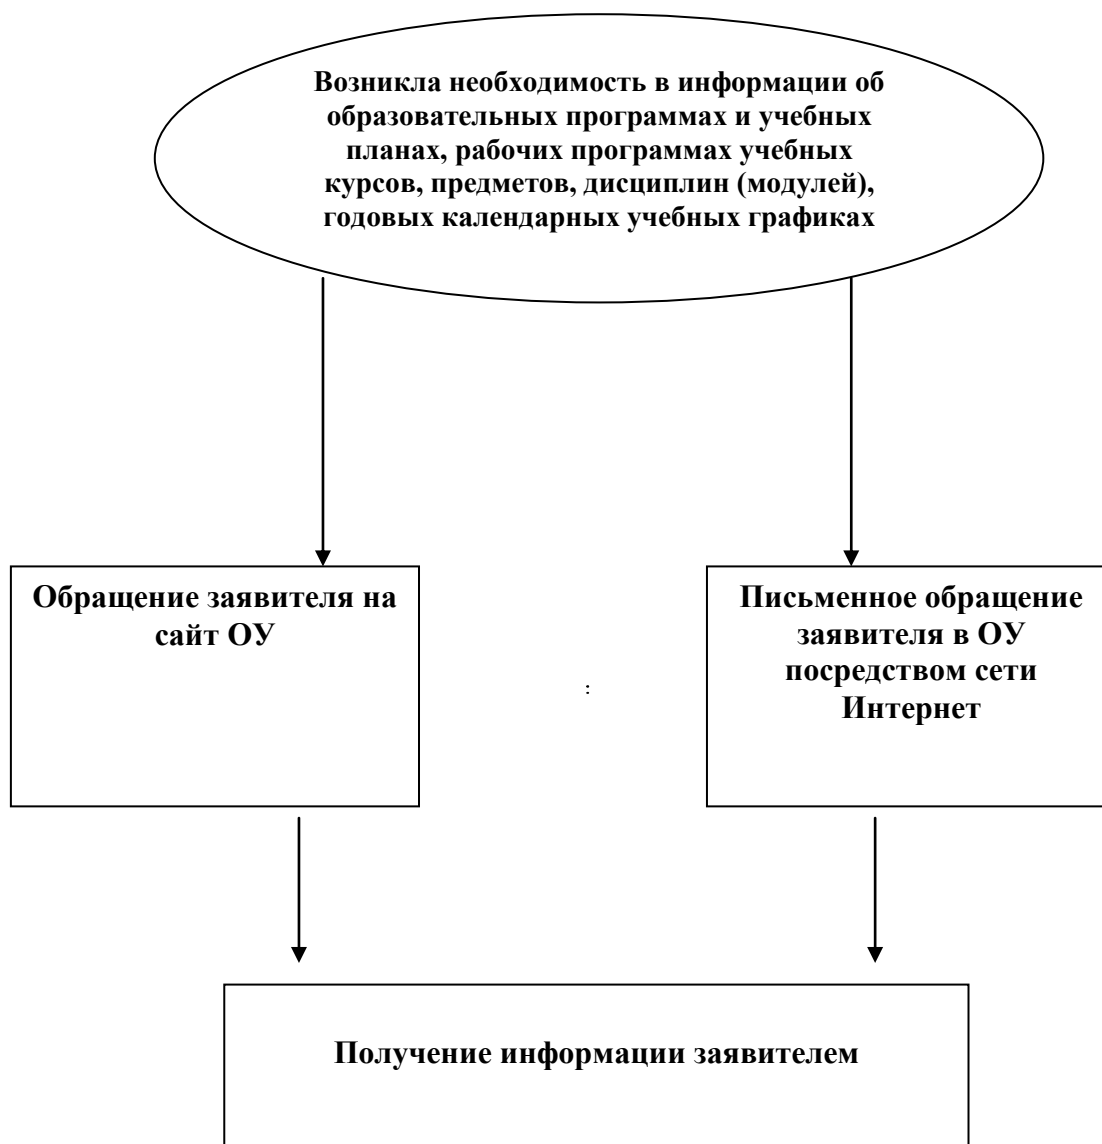 Возникла необходимость в информации об
образовательных программах и учебных
планах, рабочих программах учебных
курсов, предметов, дисциплин (модулей),
годовых календарных учебных графиках
Обращение заявителя на
сайт ОУ
Письменное обращение
заявителя в ОУ
посредством сети
Интернет
:
Получение информации заявителем